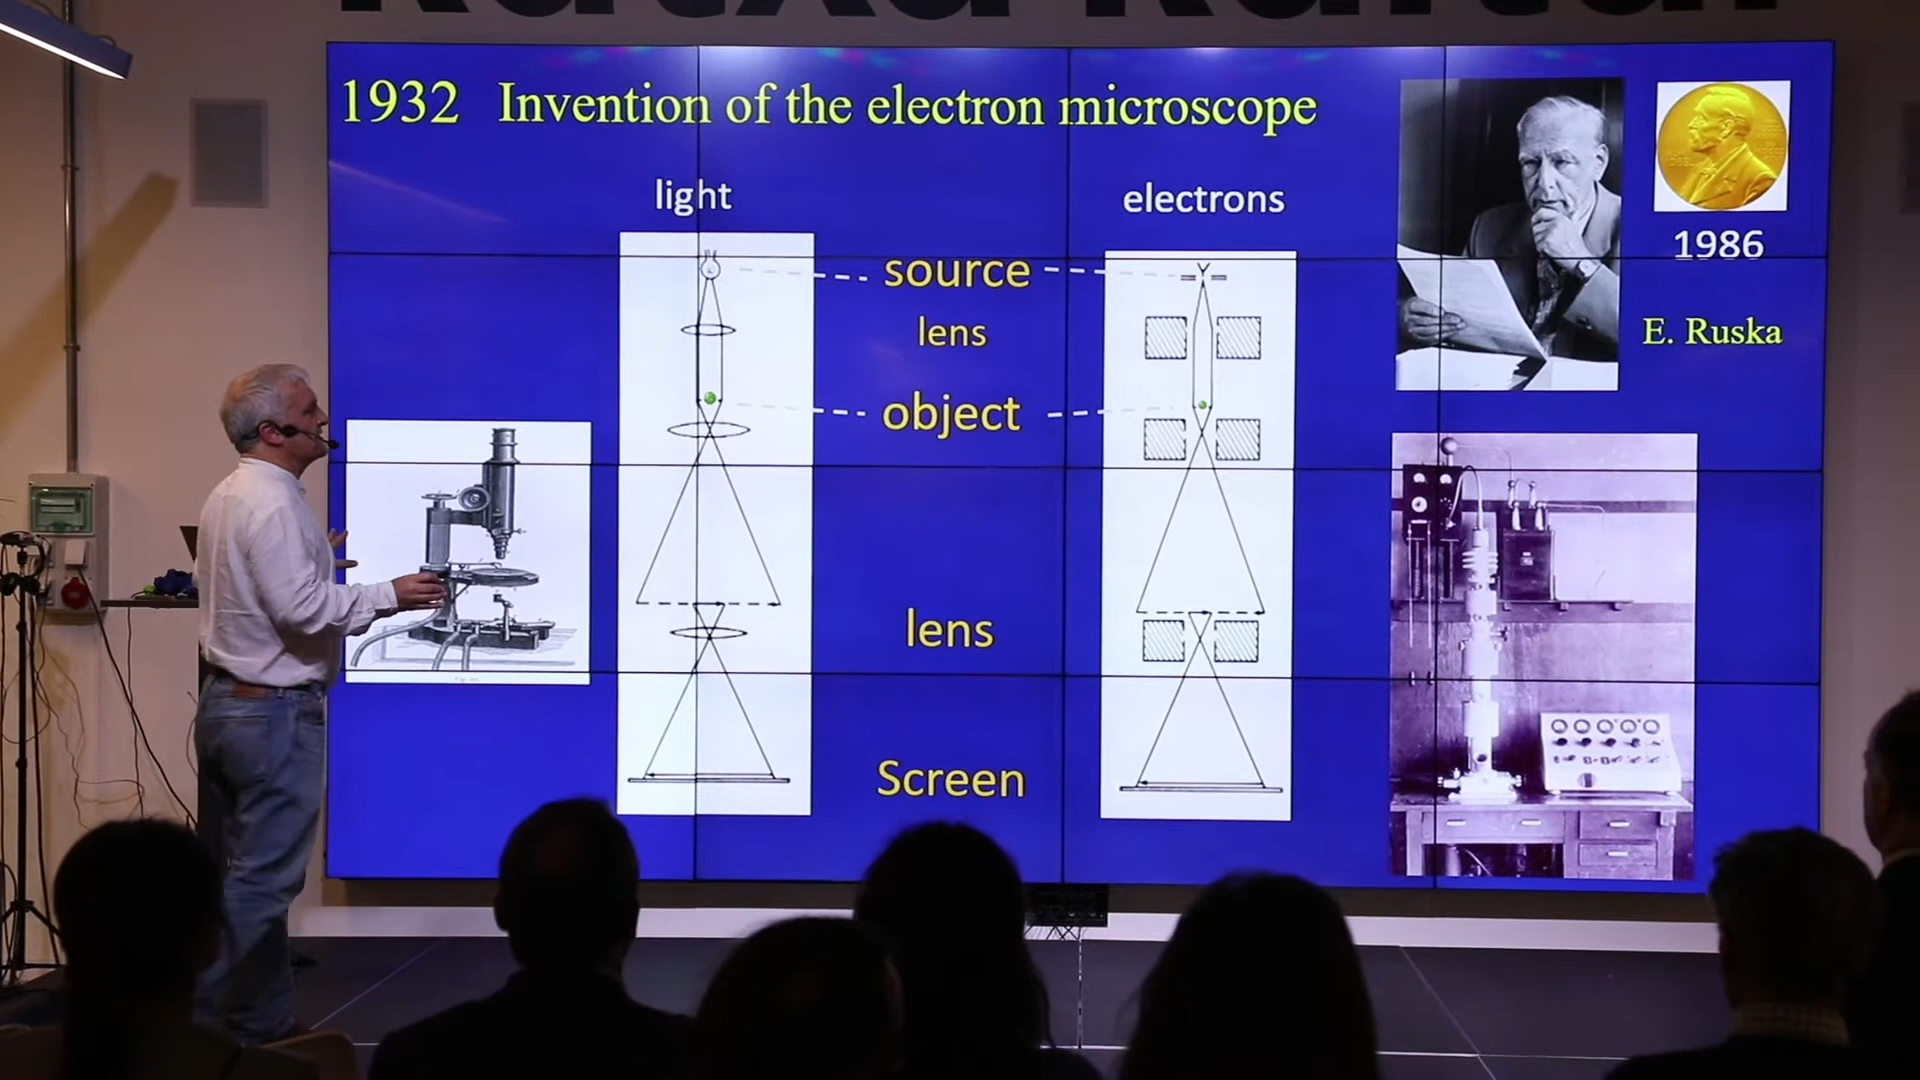 1932 Invention of the electron microscope
light
electrons
source
lens
object
lens
Screen
1986
E. Ruska